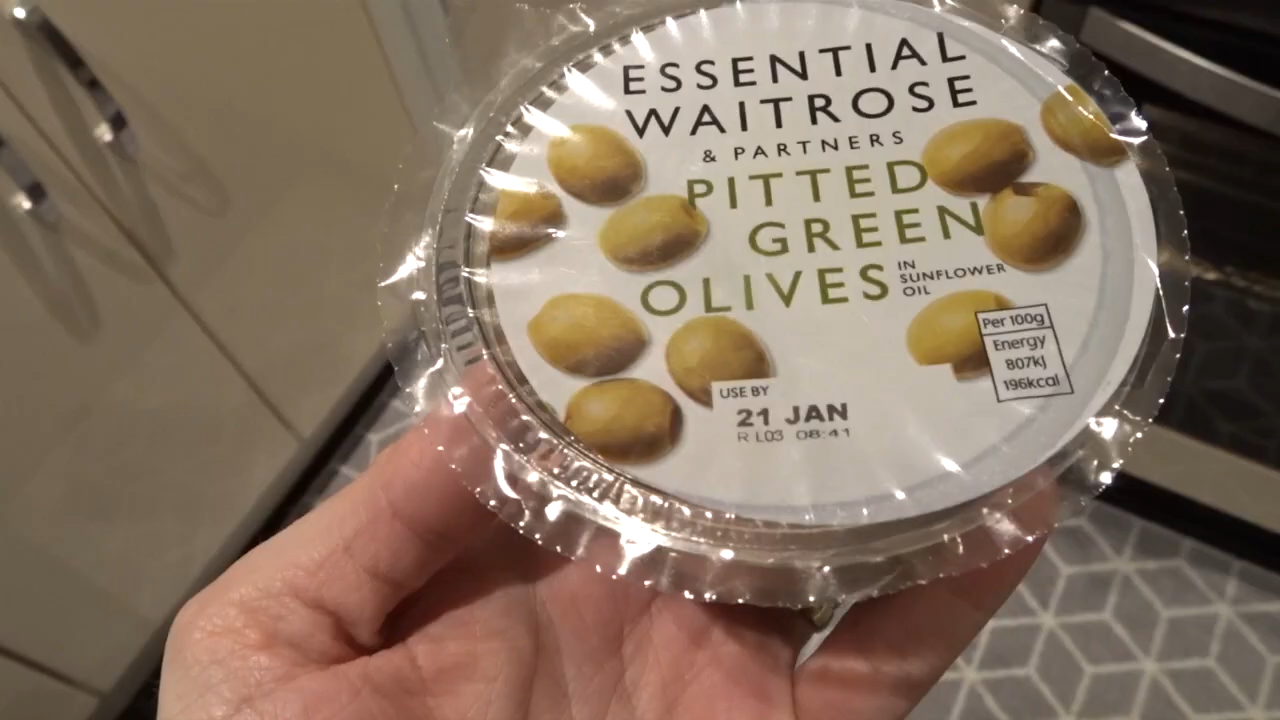 ESSENTIAL
WAITROSE
& PARTNERS
PITTED
GREEN
OLIVES
IN
SUNFLOWER
OIL
Per 100g
Energy
807kJ
196kcal
USE BY
21 JAN
R L03 08:41